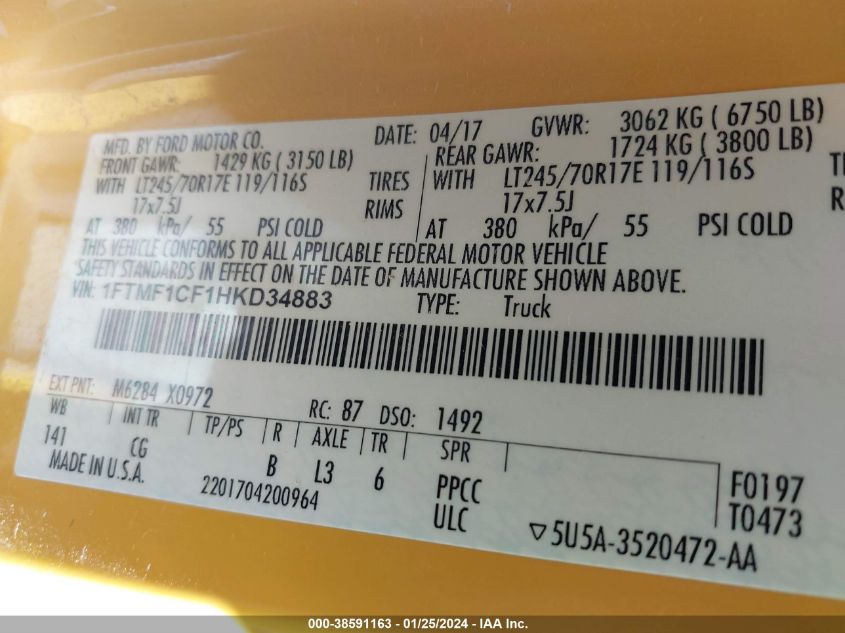 MFD. BY FORD MOTOR CO. DATE: 04/17 GVWR: 3062 KG ( 6750 LB)
FRONT GAWR: 1429 KG ( 3150 LB) REAR GAWR: 1724 KG ( 3800 LB)
WITH LT245/70R17E 119/116S TIRES WITH LT245/70R17E 119/116S TI
17x7.5J RIMS 17x7.5J R
AT 380 kPa/ 55 PSI COLD AT 380 kPa/ 55 PSI COLD
THIS VEHICLE CONFORMS TO ALL APPLICABLE FEDERAL MOTOR VEHICLE
SAFETY STANDARDS IN EFFECT ON THE DATE OF MANUFACTURE SHOWN ABOVE.
VIN: 1FTMF1CF1HKD34883 TYPE: Truck
EXT PNT: M6284 X0972 RC: 87 DSO: 1492
WB INT TR TP/PS R AXLE TR SPR
141 CG B L3 6 PPCC F0197
MADE IN U.S.A. 2201704200964 ULC T0473
▽5U5A-3520472-AA
000-38591163 - 01/25/2024 - IAA Inc.